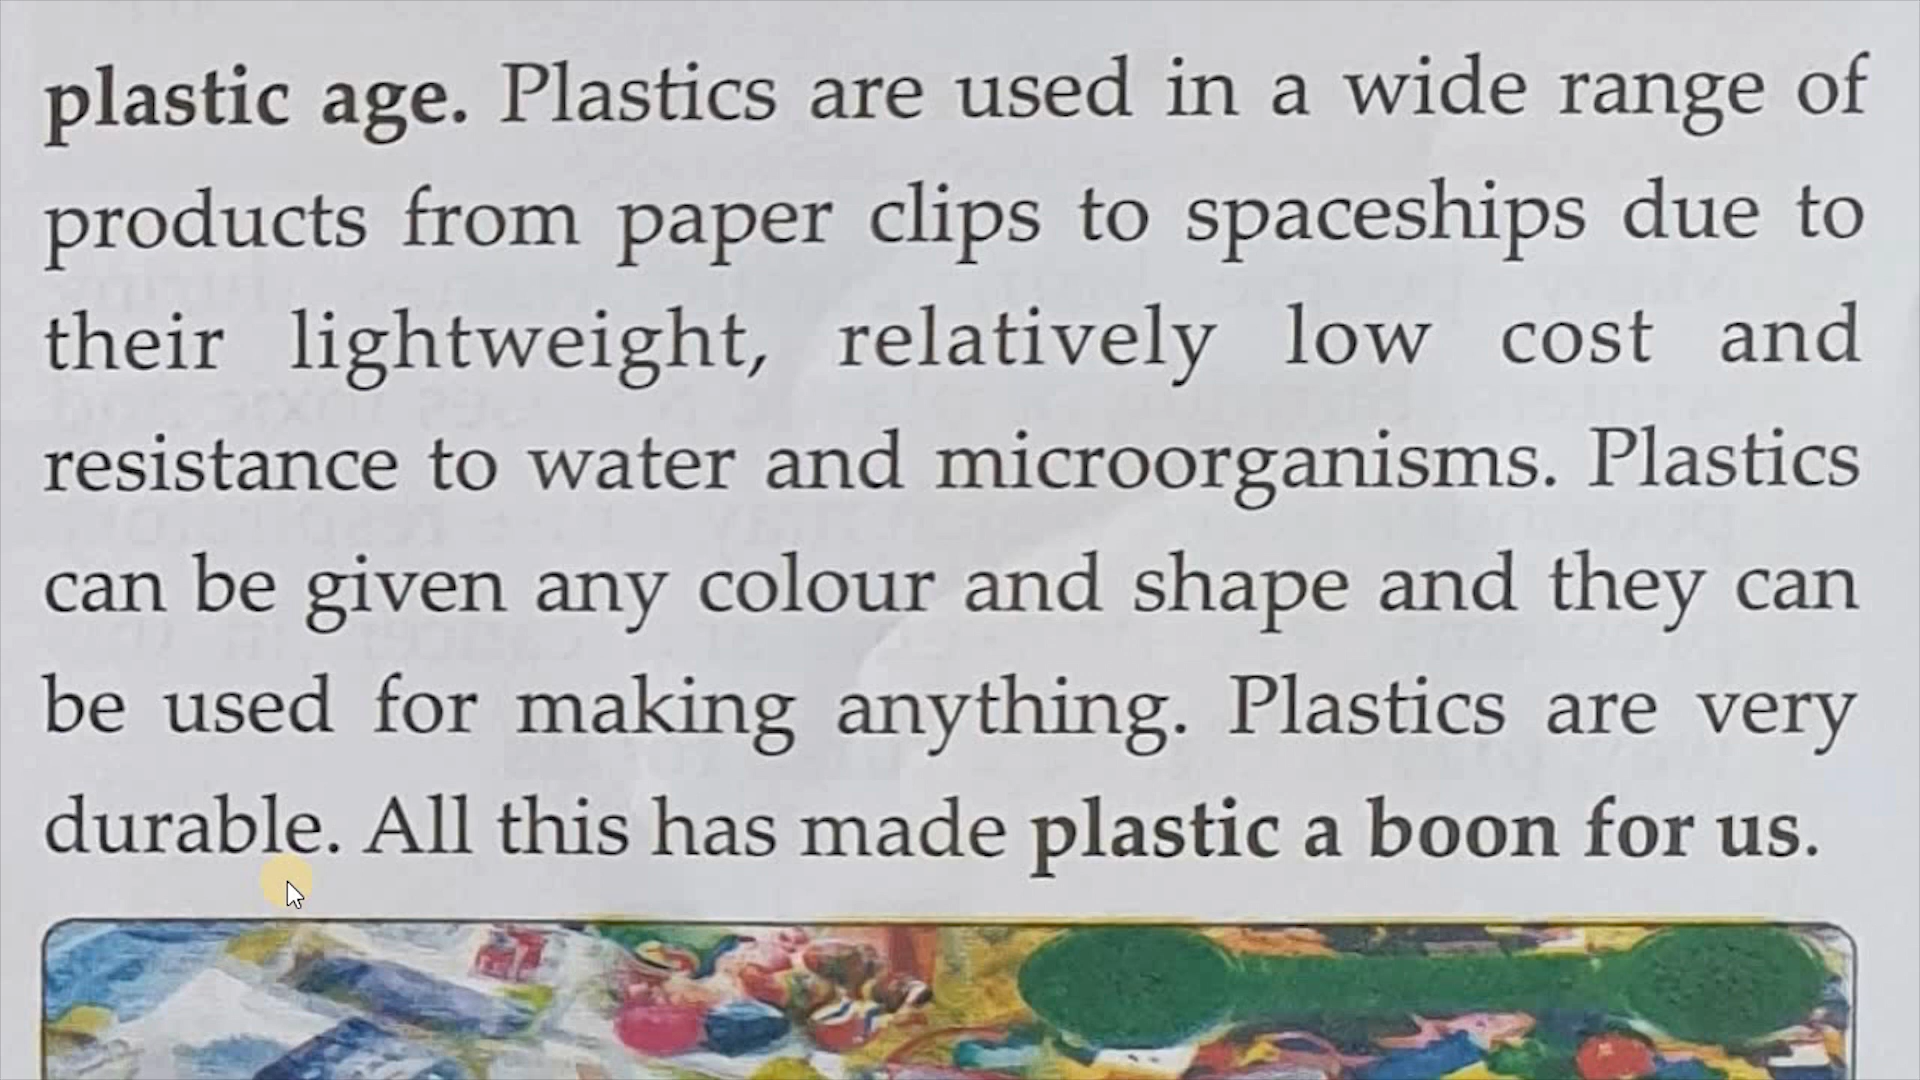 plastic age. Plastics are used in a wide range of
products from paper clips to spaceships due to
their lightweight, relatively low cost and
resistance to water and microorganisms. Plastics
can be given any colour and shape and they can
be used for making anything. Plastics are very
durable. All this has made plastic a boon for us.